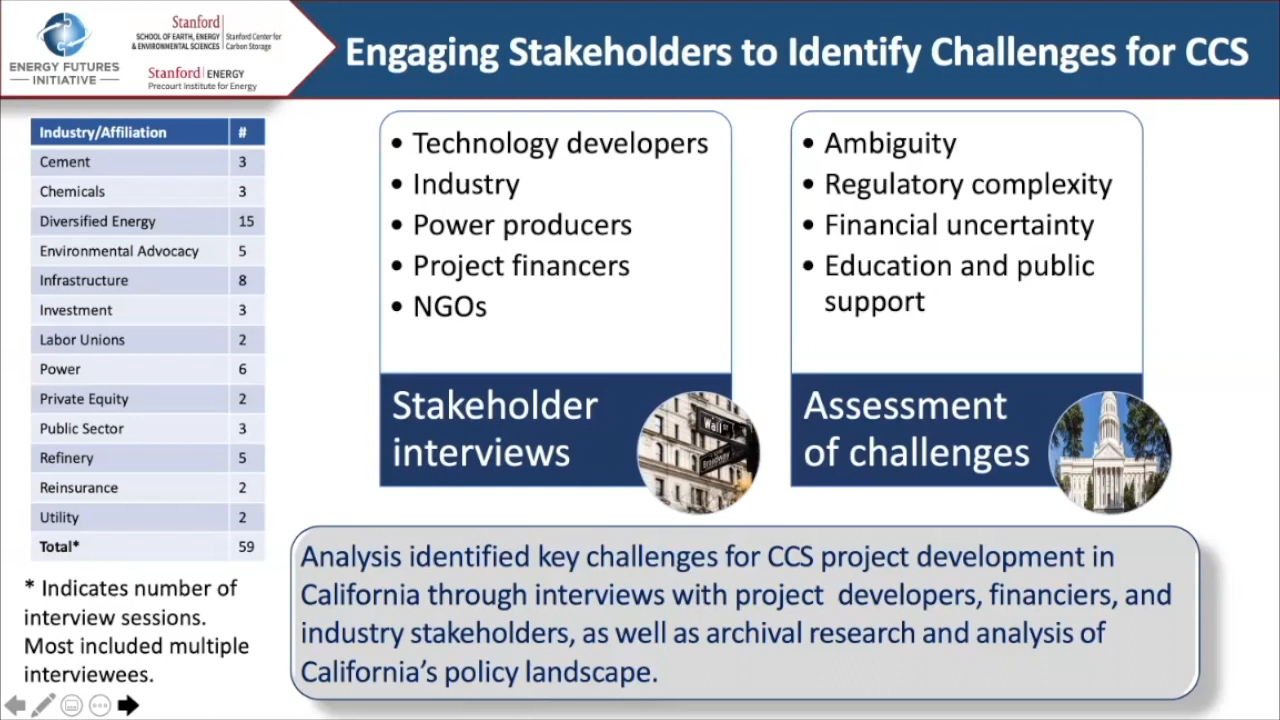 ENERGY FUTURES
INITIATIVE
Stanford
SCHOOL OF EARTH, ENERGY
& ENVIRONMENTAL SCIENCES
Stanford Center for
Carbon Storage
Stanford ENERGY
Precourt Institute for Energy
Engaging Stakeholders to Identify Challenges for CCS
Industry/Affiliation #
Cement 3
Chemicals 3
Diversified Energy 15
Environmental Advocacy 5
Infrastructure 8
Investment 3
Labor Unions 2
Power 6
Private Equity 2
Public Sector 3
Refinery 5
Reinsurance 2
Utility 2
Total* 59
* Indicates number of
interview sessions.
Most included multiple
interviewees.
• Technology developers
• Industry
• Power producers
• Project financers
• NGOs
Stakeholder
interviews
Wall St
Broadway
• Ambiguity
• Regulatory complexity
• Financial uncertainty
• Education and public
support
Assessment
of challenges
Analysis identified key challenges for CCS project development in
California through interviews with project  developers, financiers, and
industry stakeholders, as well as archival research and analysis of
California's policy landscape.